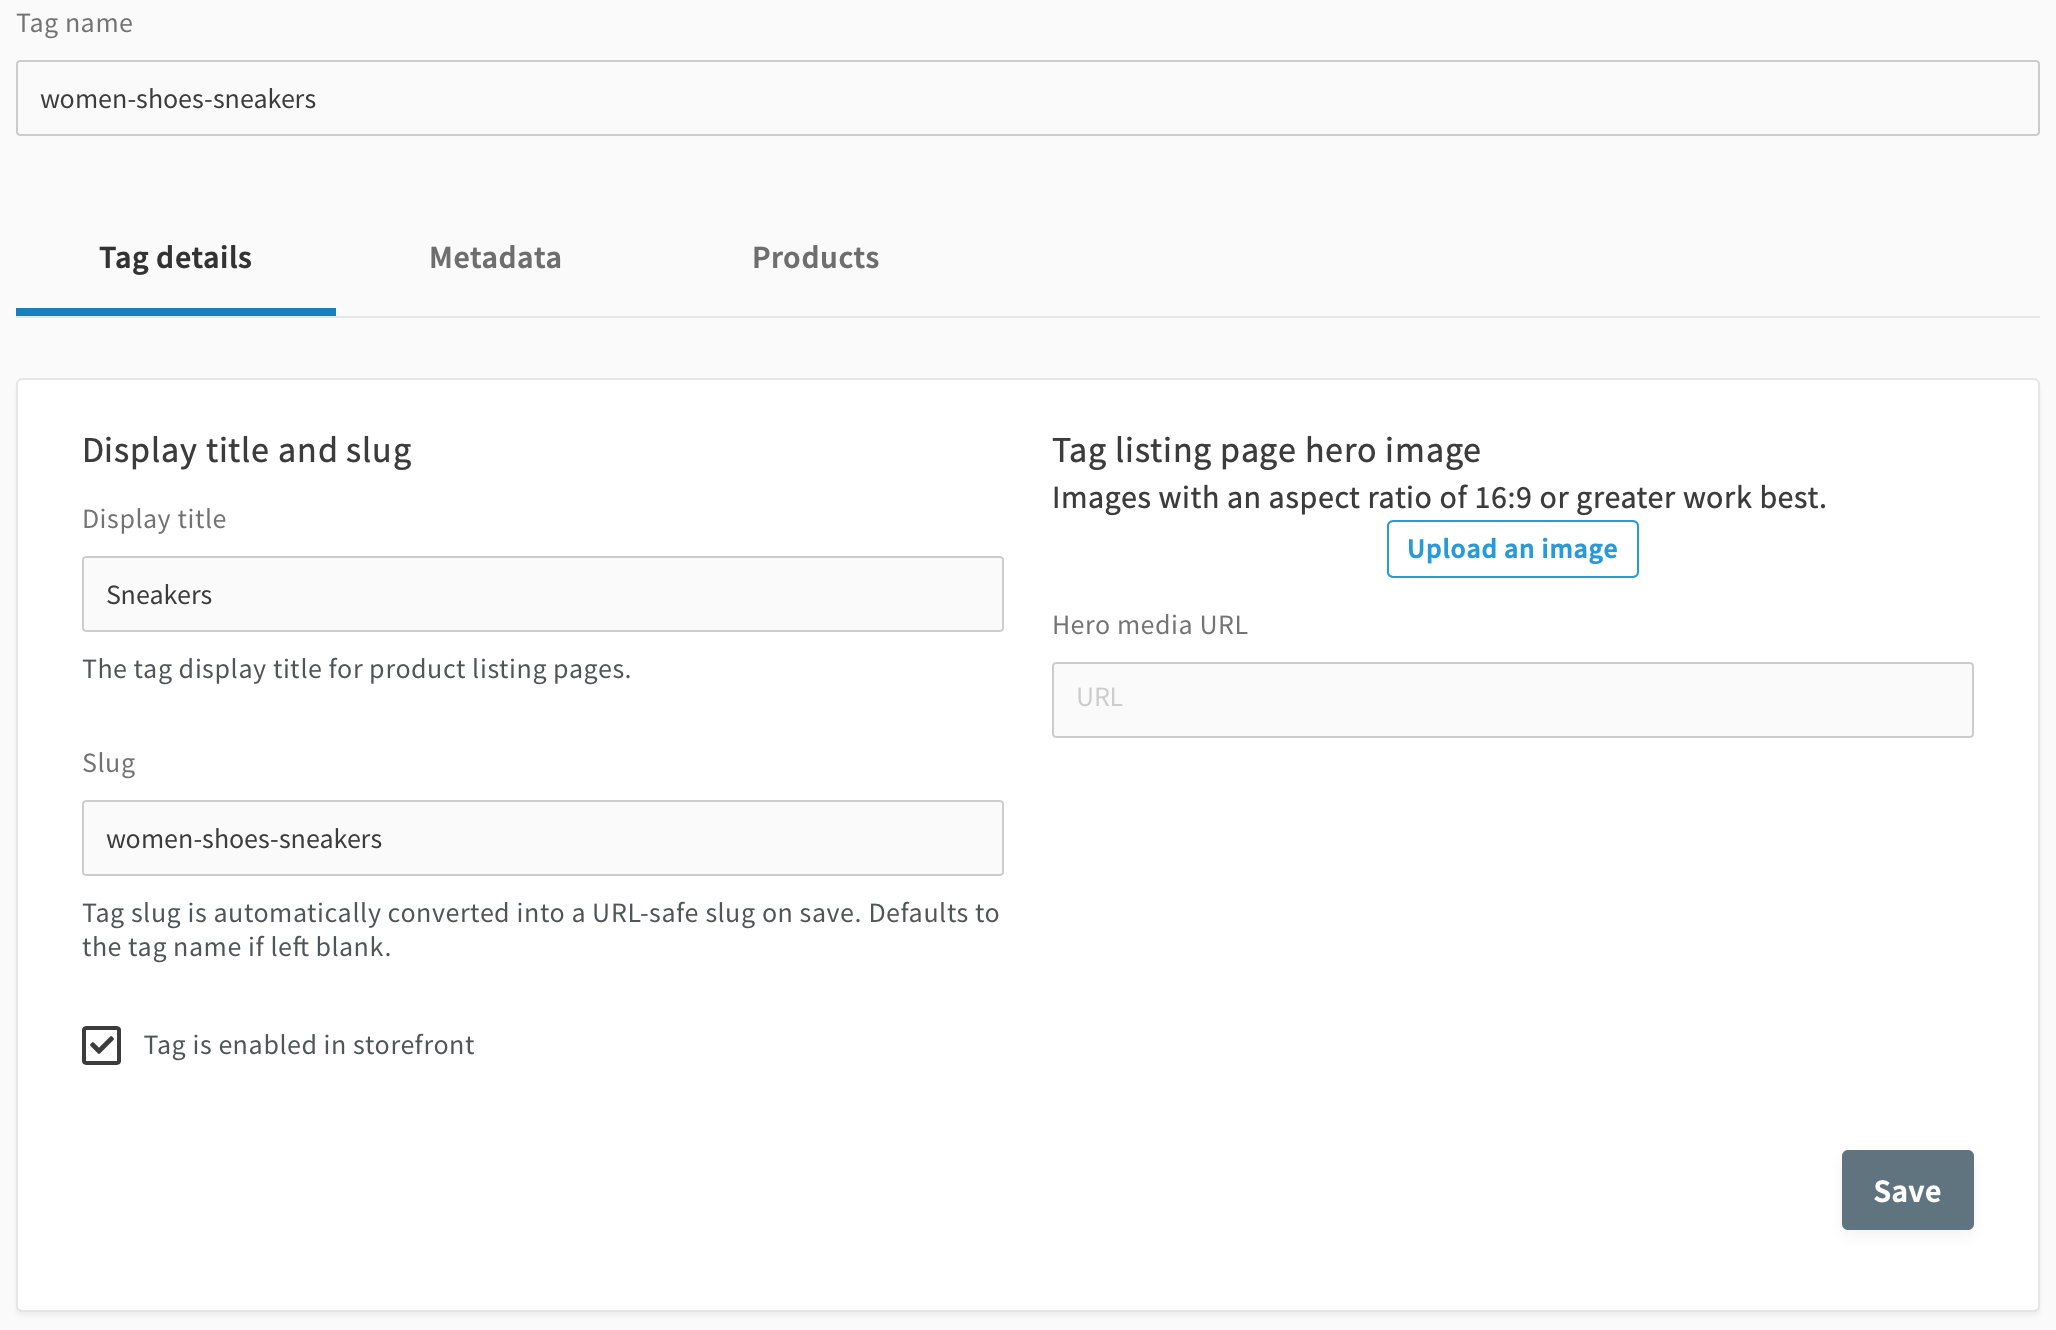 Tag name
women-shoes-sneakers
Tag details
Metadata
Products
Display title and slug
Display title
Sneakers
The tag display title for product listing pages.
Slug
women-shoes-sneakers
Tag slug is automatically converted into a URL-safe slug on save. Defaults to
the tag name if left blank.
Tag is enabled in storefront
Tag listing page hero image
Images with an aspect ratio of 16:9 or greater work best.
Upload an image
Hero media URL
URL
Save